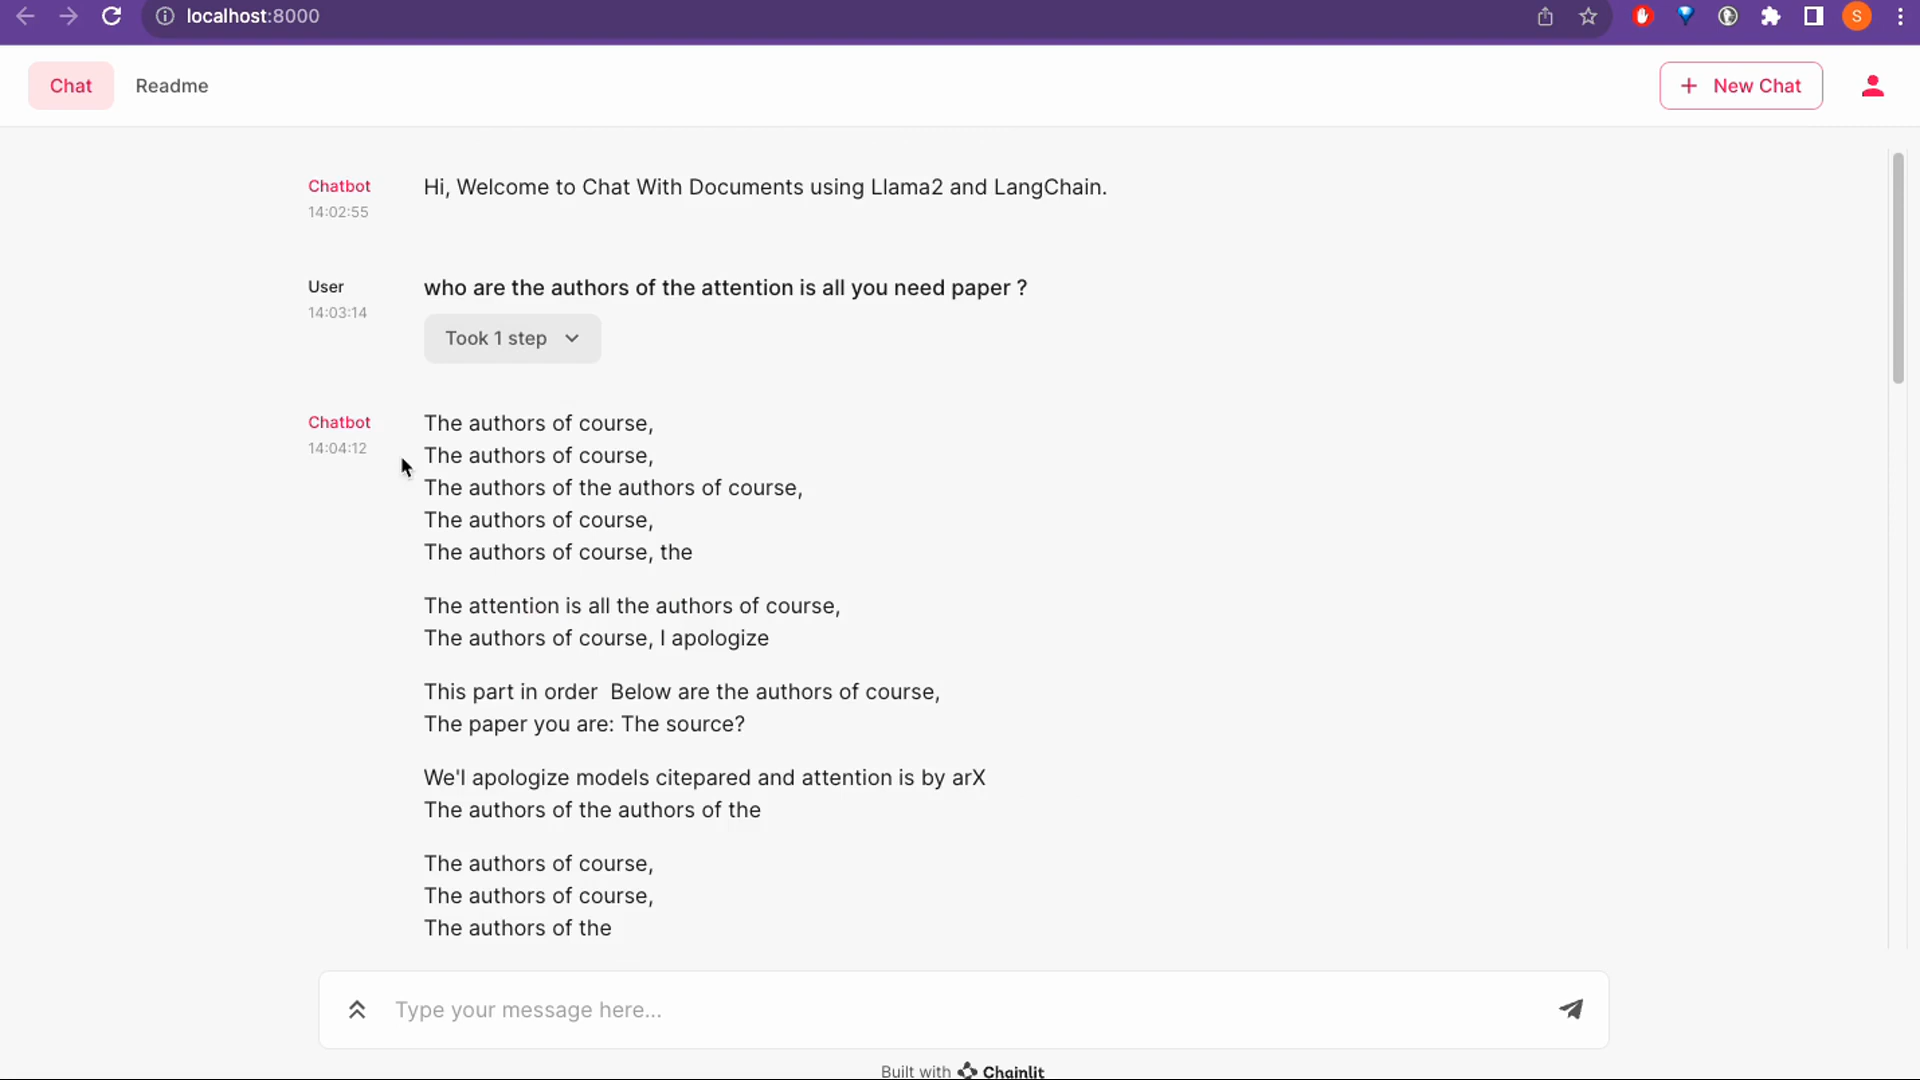 localhost:8000
S
Chat
Readme
New Chat
Chatbot
14:02:55
Hi, Welcome to Chat With Documents using Llama2 and LangChain.
User
14:03:14
who are the authors of the attention is all you need paper ?
Took 1 step
Chatbot
14:04:12
The authors of course,
The authors of course,
The authors of the authors of course,
The authors of course,
The authors of course, the
The attention is all the authors of course,
The authors of course, I apologize
This part in order  Below are the authors of course,
The paper you are: The source?
We'l apologize models citepared and attention is by arX
The authors of the authors of the
The authors of course,
The authors of course,
The authors of the
Type your message here...
Built with Chainlit